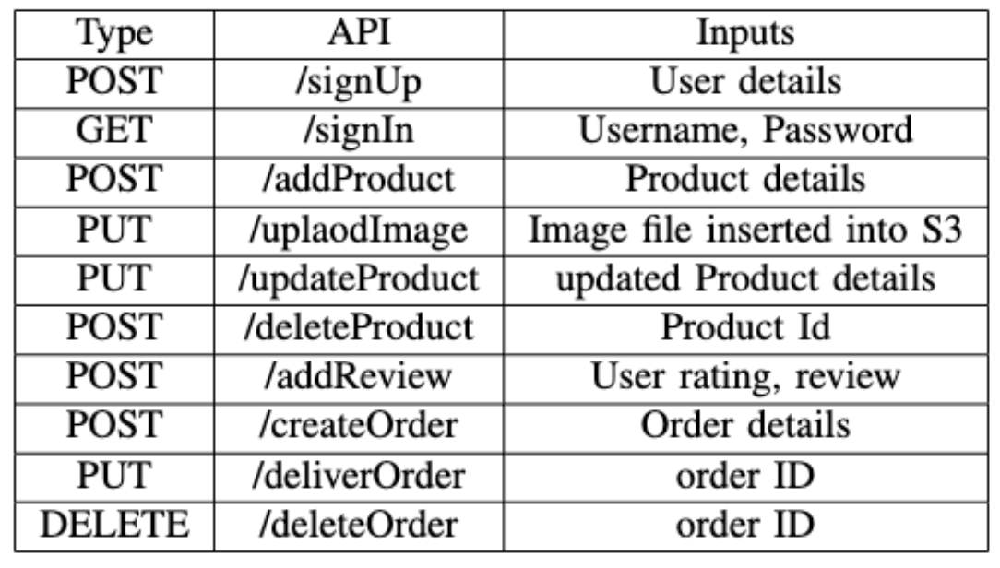 Type API Inputs
POST /signUp User details
GET /signIn Username, Password
POST /addProduct Product details
PUT /uplaodImage Image file inserted into S3
PUT /updateProduct updated Product details
POST /deleteProduct Product Id
POST /addReview User rating, review
POST /createOrder Order details
PUT /deliverOrder order ID
DELETE /deleteOrder order ID